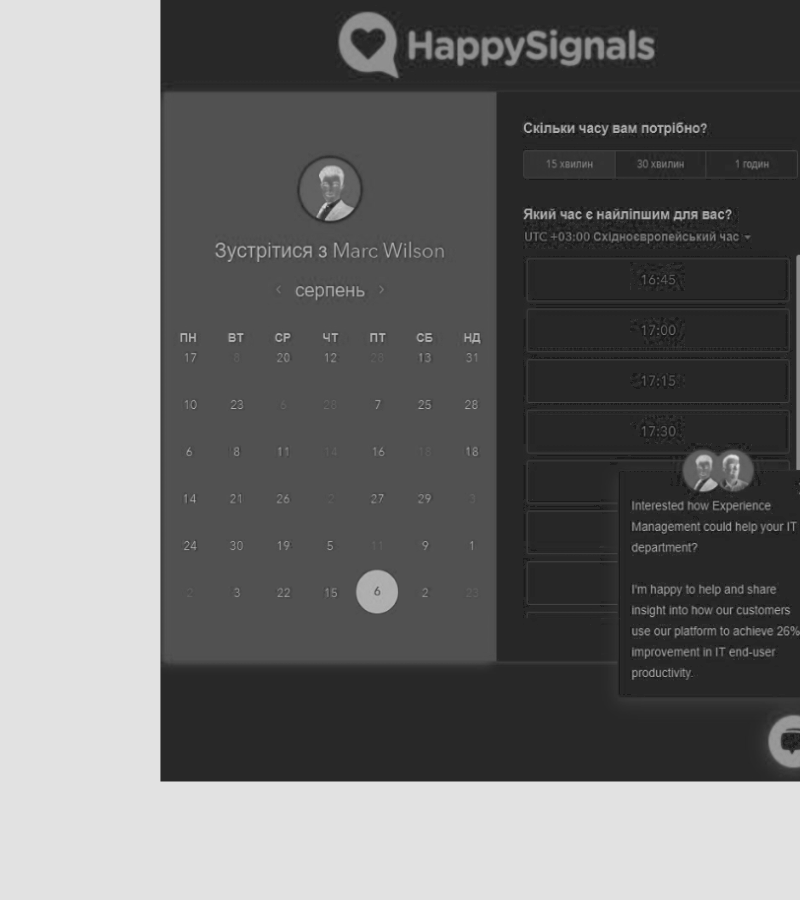 HappySignals
Зустрітися з Marc Wilson
‹ серпень ›
ПН ВТ СР ЧТ ПТ СБ НД
17 8 20 12 13 31
10 23 6 7 25 28
6 8 11 14 16 18
14 21 26 2 27 29 3
24 30 19 5 11 9 1
2 3 22 15 6 2 23
Скільки часу вам потрібно?
15 хвилин 30 хвилин 1 годин
Який час є найліпшим для вас?
UTC +03:00 Східноєвропейський час
16:45
17:00
17:15
17:30
Interested how Experience
Management could help your IT
department?
I'm happy to help and share
insight into how our customers
use our platform to achieve 26%
improvement in IT end-user
productivity.